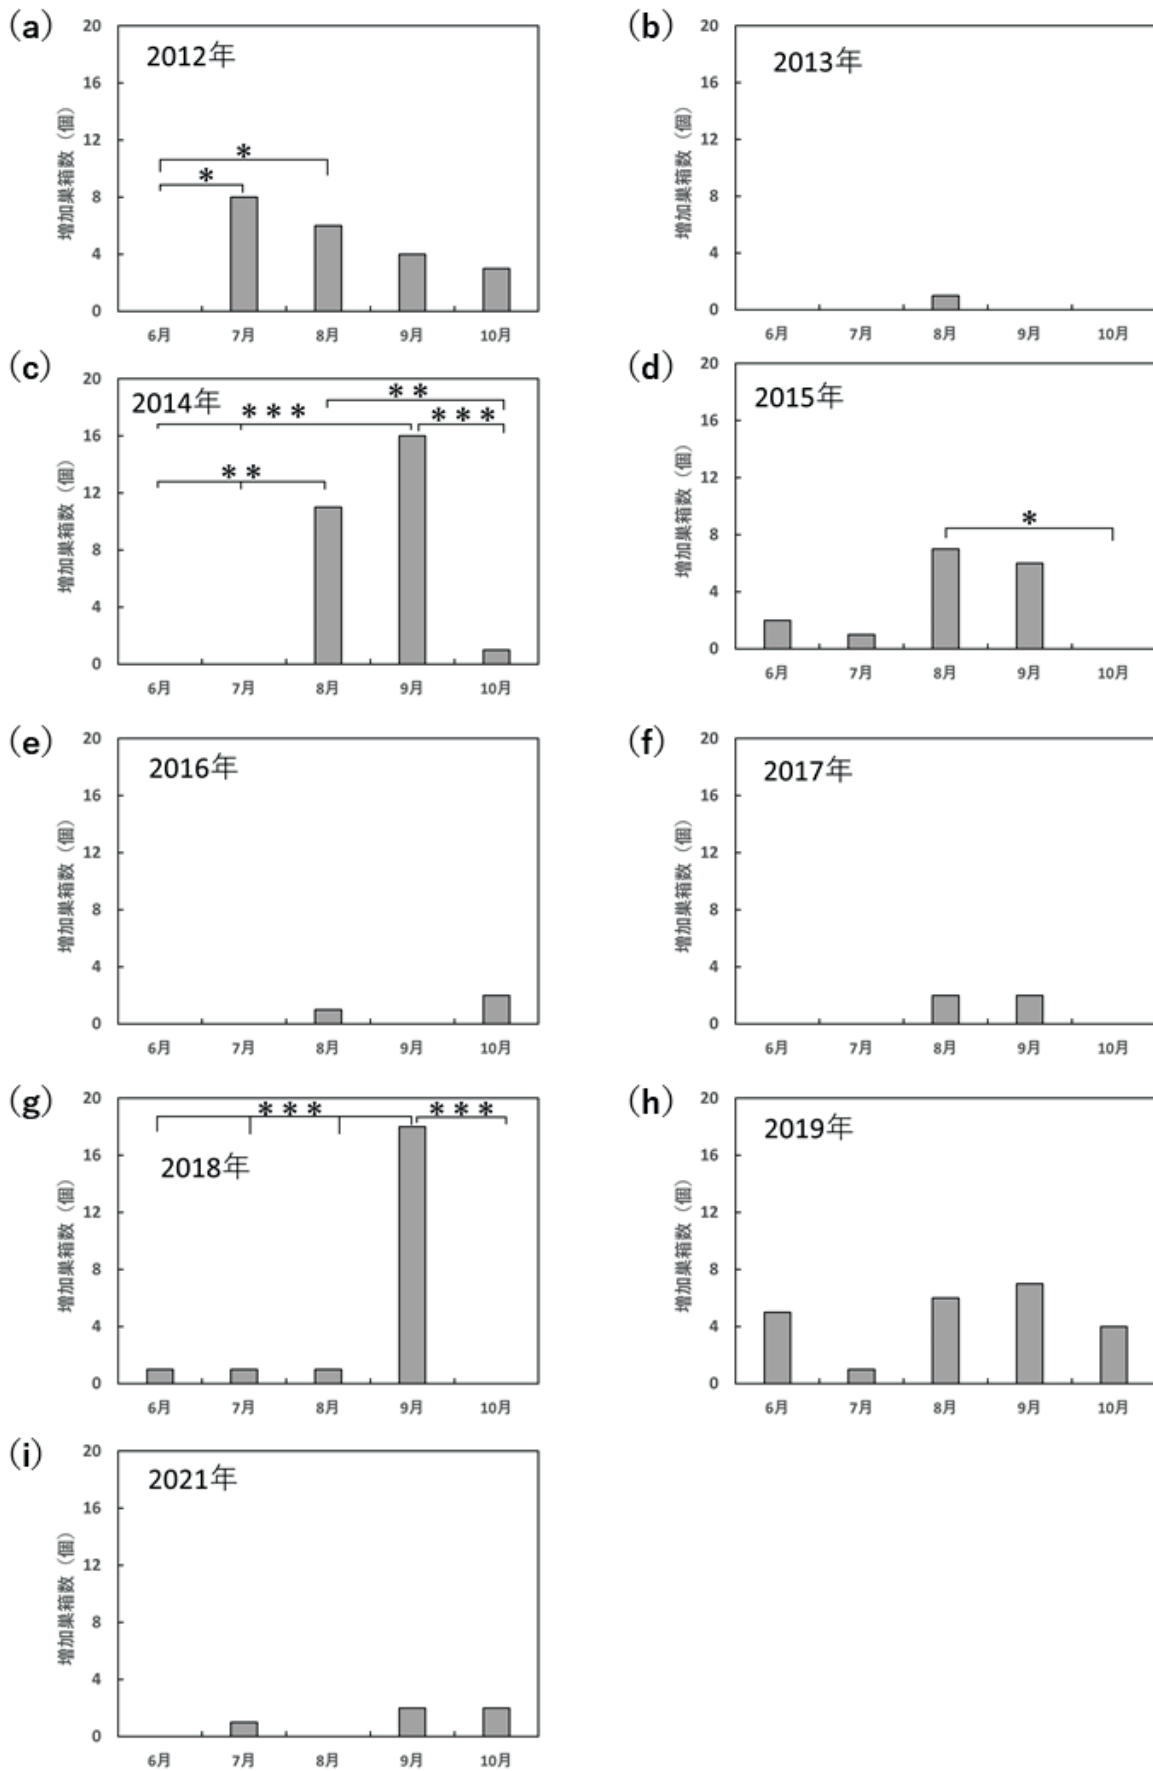 (a)
2012年
増加巣箱数（個）
20
16
12
8
4
0
*
*
6月 7月 8月 9月 10月
(b)
2013年
増加巣箱数（個）
20
16
12
8
4
0
6月 7月 8月 9月 10月
(c)
2014年
増加巣箱数（個）
20
16
12
8
4
0
**
***
***
**
6月 7月 8月 9月 10月
(d)
2015年
増加巣箱数（個）
20
16
12
8
4
0
*
6月 7月 8月 9月 10月
(e)
2016年
増加巣箱数（個）
20
16
12
8
4
0
6月 7月 8月 9月 10月
(f)
2017年
増加巣箱数（個）
20
16
12
8
4
0
6月 7月 8月 9月 10月
(g)
2018年
増加巣箱数（個）
20
16
12
8
4
0
***
***
6月 7月 8月 9月 10月
(h)
2019年
増加巣箱数（個）
20
16
12
8
4
0
6月 7月 8月 9月 10月
(i)
2021年
増加巣箱数（個）
20
16
12
8
4
0
6月 7月 8月 9月 10月